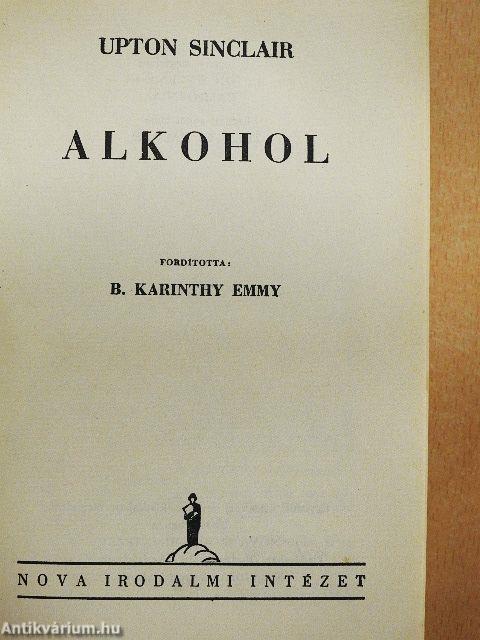 UPTON SINCLAIR
ALKOHOL
FORDÍTOTTA:
B. KARINTHY EMMY
NOVA IRODALMI INTÉZET
Antikvárium.hu